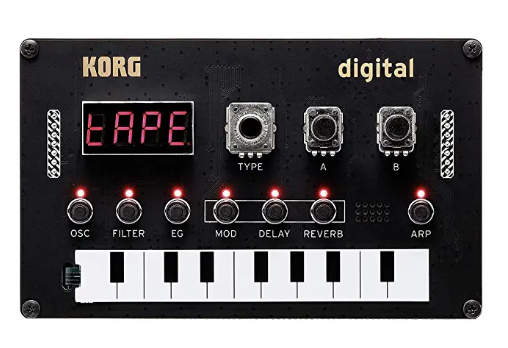 KORG digital
tAPE
TYPE A B
OSC FILTER EG MOD DELAY REVERB ARP